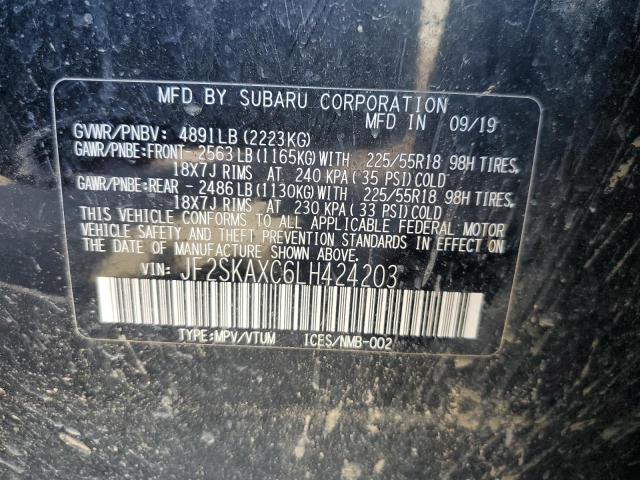 MFD BY SUBARU CORPORATION
MFD IN 09/19
GVWR/PNBV: 4891LB (2223KG)
GAWR/PNBE:FRONT-2563LB(1165KG)WITH 225/55R18 98H TIRES,
18X7J RIMS AT 240 KPA(35 PSI)COLD
GAWR/PNBE:REAR -2486LB(1130KG)WITH 225/55R18 98H TIRES,
18X7J RIMS AT 230 KPA(33 PSI)COLD
THIS VEHICLE CONFORMS TO ALL APPLICABLE FEDERAL MOTOR
VEHICLE SAFETY AND THEFT PREVENTION STANDARDS IN EFFECT ON
THE DATE OF MANUFACTURE SHOWN ABOVE.
VIN: JF2SKAXC6LH424203
TYPE:MPV/VTUM ICES/NMB-002